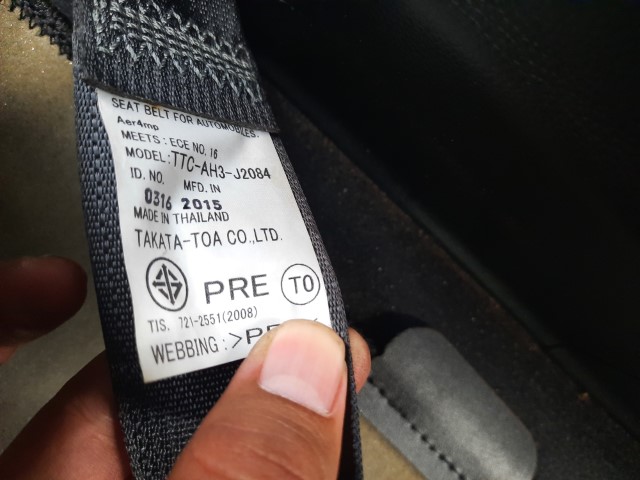 SEAT BELT FOR AUTOMOBILES.
Aer4mp
MEETS : ECE NO. 16
MODEL: TTC-AH3-J2084
ID. NO. MFD. IN
0316 2015
MADE IN THAILAND
TAKATA-TOA CO.,LTD.
PRE TO
TIS. 721-2551(2008)
WEBBING :